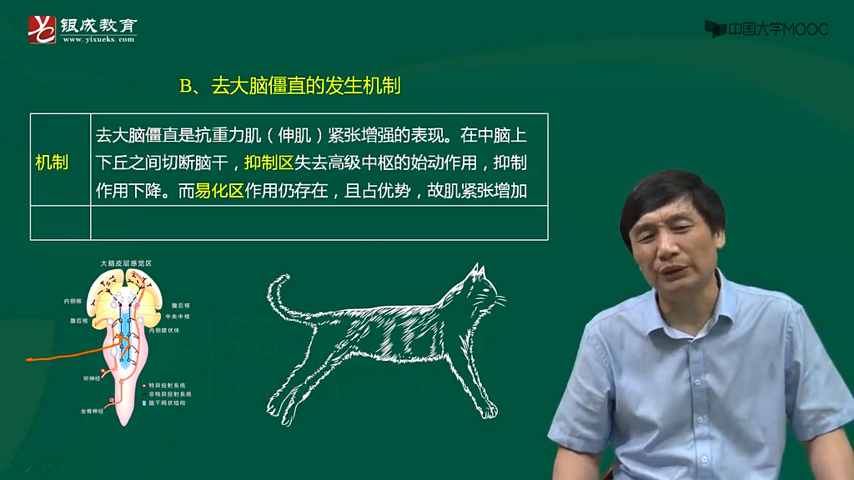 银成教育
www.yixueks.com
中国大学MOOC
B、去大脑僵直的发生机制
机制
去大脑僵直是抗重力肌（伸肌）紧张增强的表现。在中脑上
下丘之间切断脑干，抑制区失去高级中枢的始动作用，抑制
作用下降。而易化区作用仍存在，且占优势，故肌紧张增加
大脑皮层感觉区
内侧核
腹后核
中央中核
腹后核
内侧膝状体
听神经
特异投射系统
非特异投射系统
脑干网状结构
坐骨神经